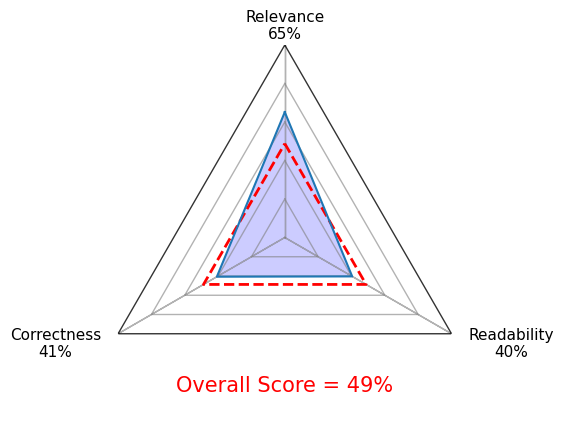 Relevance
65%
Correctness
41%
Readability
40%
Overall Score = 49%